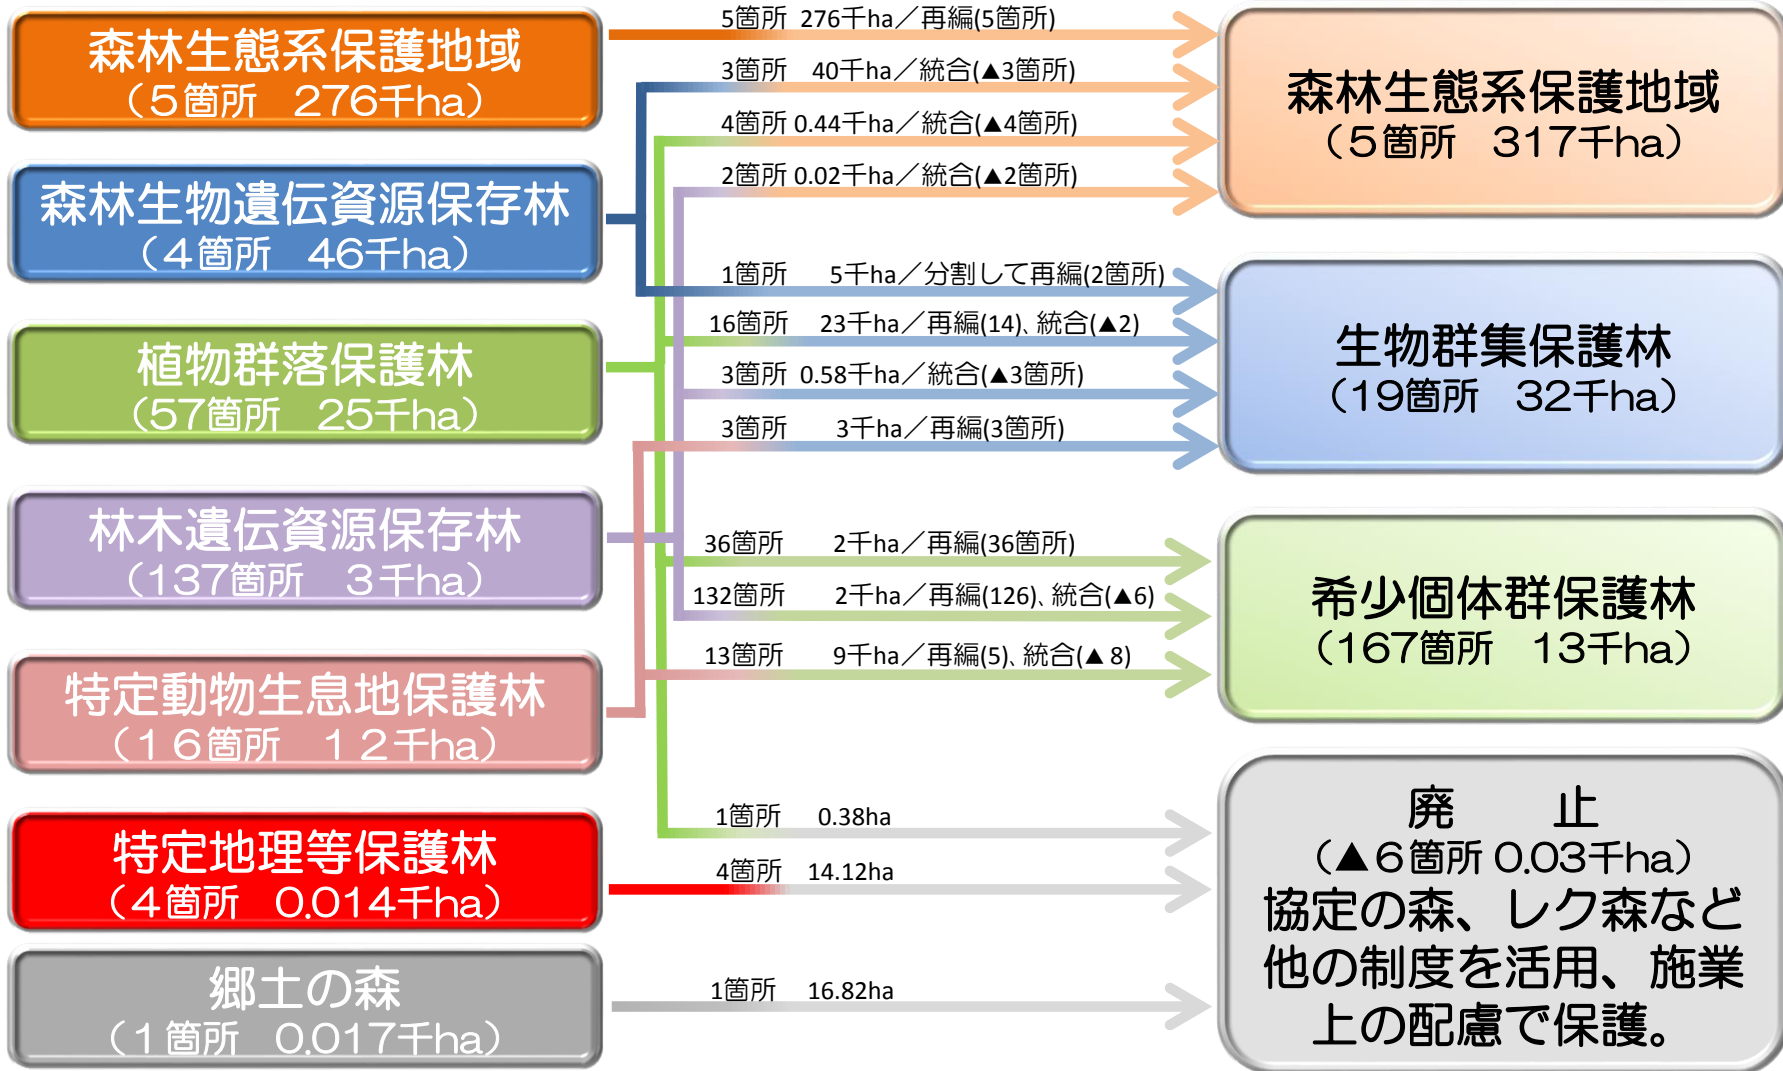 森林生態系保護地域
（５箇所　276千ha）
森林生物遺伝資源保存林
（４箇所　46千ha）
植物群落保護林
（57箇所　25千ha）
林木遺伝資源保存林
（137箇所　3千ha）
特定動物生息地保護林
（１６箇所　１２千ha）
特定地理等保護林
（４箇所　0.014千ha）
郷土の森
（１箇所　0.017千ha）
5箇所 276千ha／再編(5箇所)
3箇所 40千ha／統合(▲3箇所)
4箇所 0.44千ha／統合(▲4箇所)
2箇所 0.02千ha／統合(▲2箇所)
1箇所 5千ha／分割して再編(2箇所)
16箇所 23千ha／再編(14)、統合(▲2)
3箇所 0.58千ha／統合(▲3箇所)
3箇所 3千ha／再編(3箇所)
36箇所 2千ha／再編(36箇所)
132箇所 2千ha／再編(126)、統合(▲6)
13箇所 9千ha／再編(5)、統合(▲ 8)
1箇所 0.38ha
4箇所 14.12ha
1箇所 16.82ha
森林生態系保護地域
（５箇所　317千ha）
生物群集保護林
（19箇所　32千ha）
希少個体群保護林
（167箇所　13千ha）
廃　　止
（▲６箇所 0.03千ha）
協定の森、レク森など
他の制度を活用、施業
上の配慮で保護。